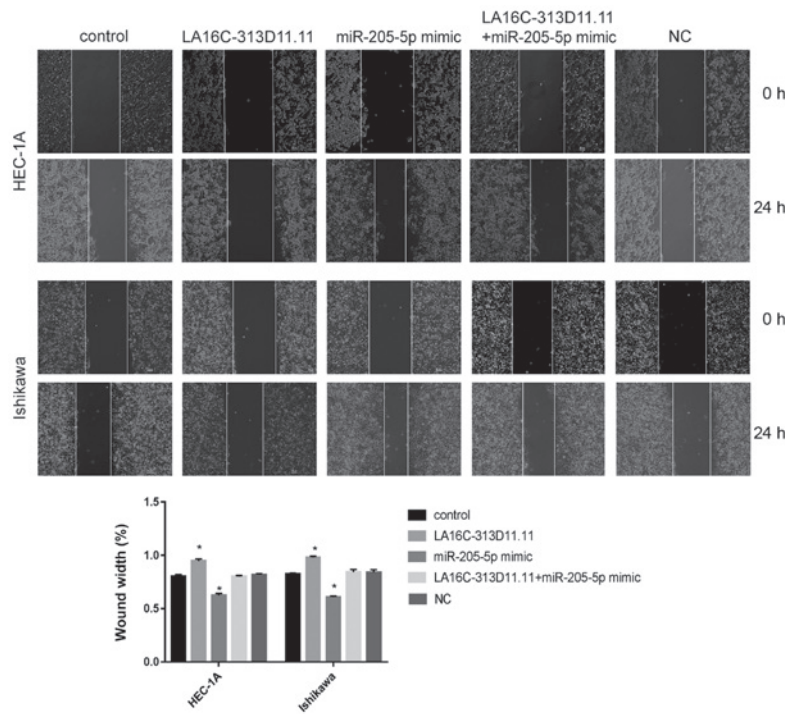 control
LA16C-313D11.11
miR-205-5p mimic
LA16C-313D11.11
+miR-205-5p mimic
NC
HEC-1A
0 h
24 h
Ishikawa
0 h
24 h
Wound width (%)
1.5
1.0
0.5
0.0
*
*
*
*
HEC-1A
Ishikawa
control
LA16C-313D11.11
miR-205-5p mimic
LA16C-313D11.11+miR-205-5p mimic
NC